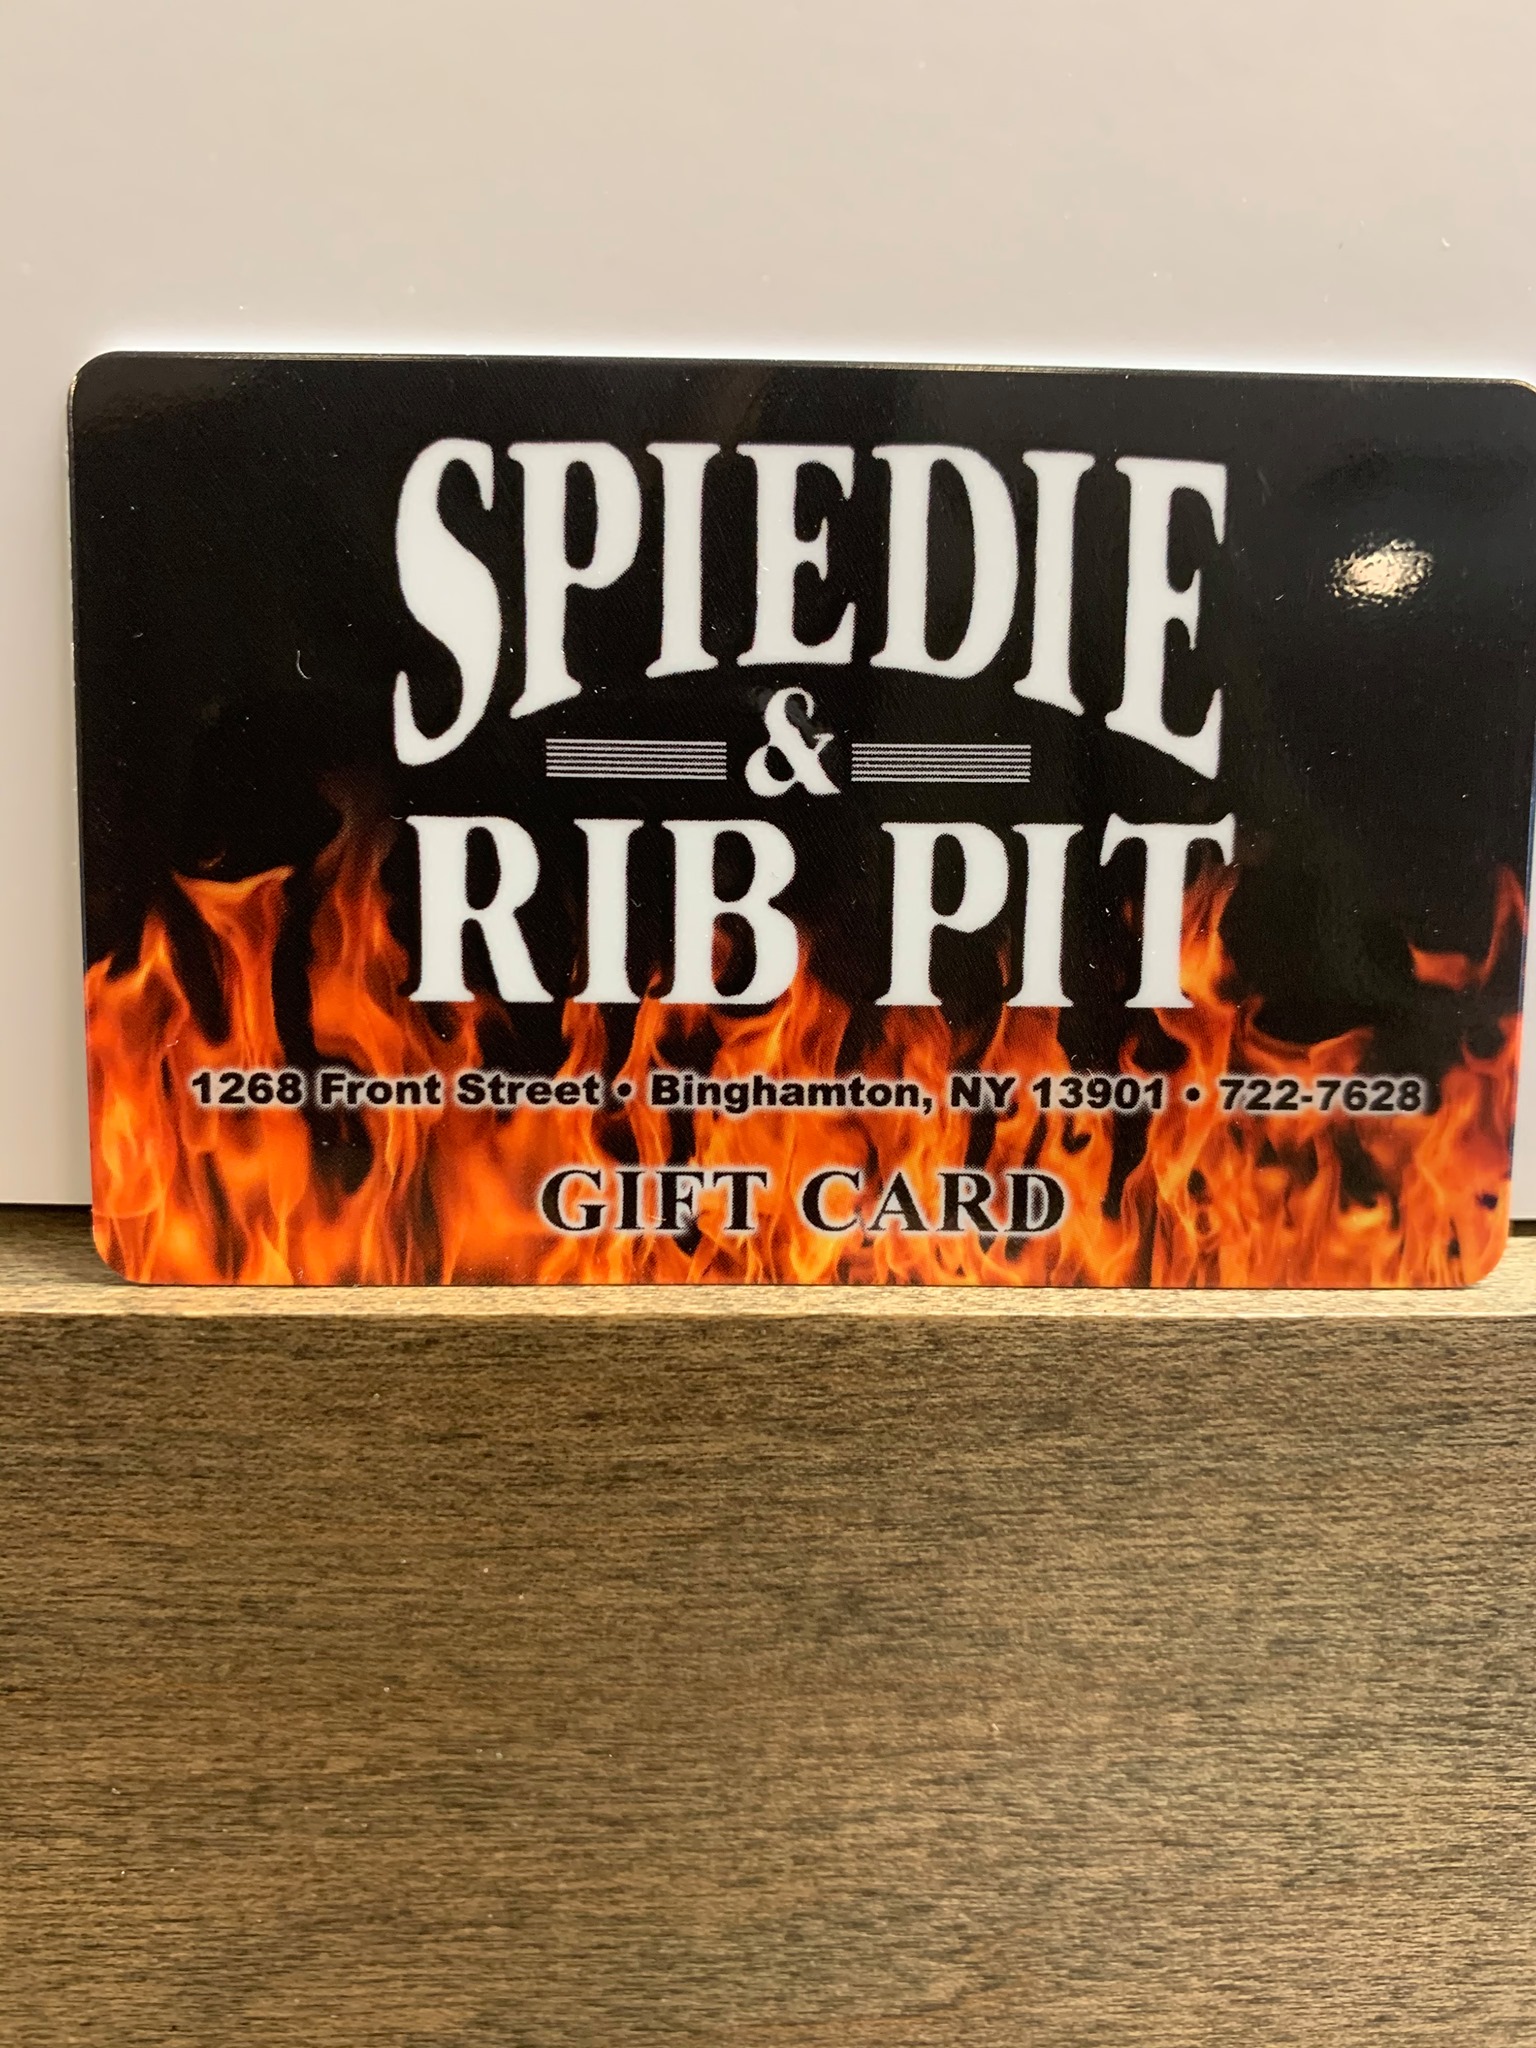 SPIEDIE
&
RIB PIT
1268 Front Street • Binghamton, NY 13901 • 722-7628
GIFT CARD